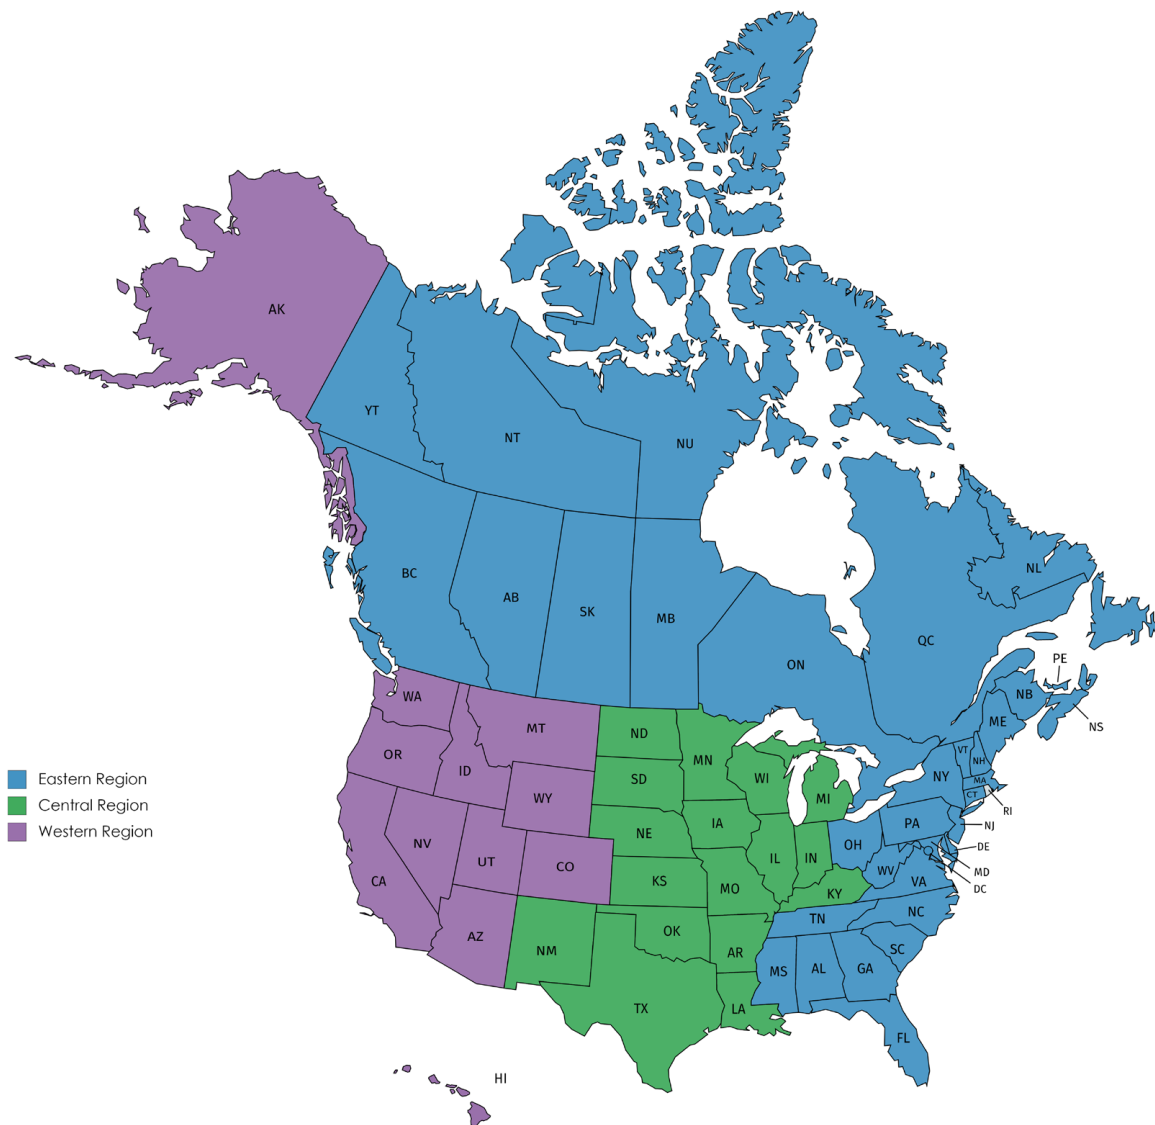 AK
YT
NT
NU
BC
AB
SK
MB
ON
QC
NL
PE
NB
NS
WA
MT
ND
MN
ME
OR
ID
SD
WI
MI
VT
NH
NY
MA
CT
RI
WY
NE
IA
PA
NJ
NV
UT
CO
KS
MO
IL
IN
OH
WV
VA
DE
MD
DC
CA
AZ
NM
OK
AR
KY
TN
NC
SC
TX
LA
MS
AL
GA
FL
HI
Eastern Region
Central Region
Western Region